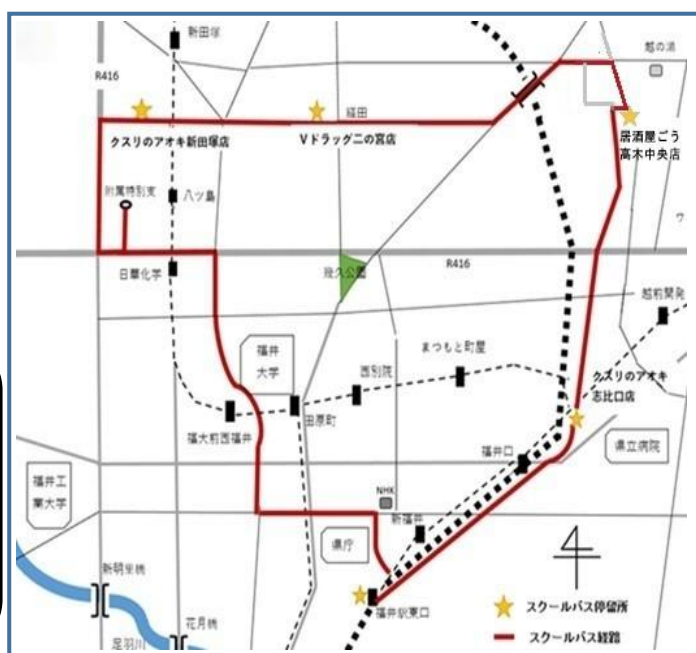 新田塚
越の湯
R416
経田
クスリのアオキ新田塚店
Vドラッグ二の宮店
居酒屋ごう
高木中央店
附属特別支
八ツ島
ワ
日華化学
幾久公園
R416
越前開発
まつもと町屋
福井
大学
西別院
クスリのアオキ
志比口店
田原町
福大前西福井
県立病院
福井口
福井工
業大学
NHK
新福井
県庁
新明里橋
福井駅東口
スクールバス停留所
花月橋
足羽川
スクールバス経路